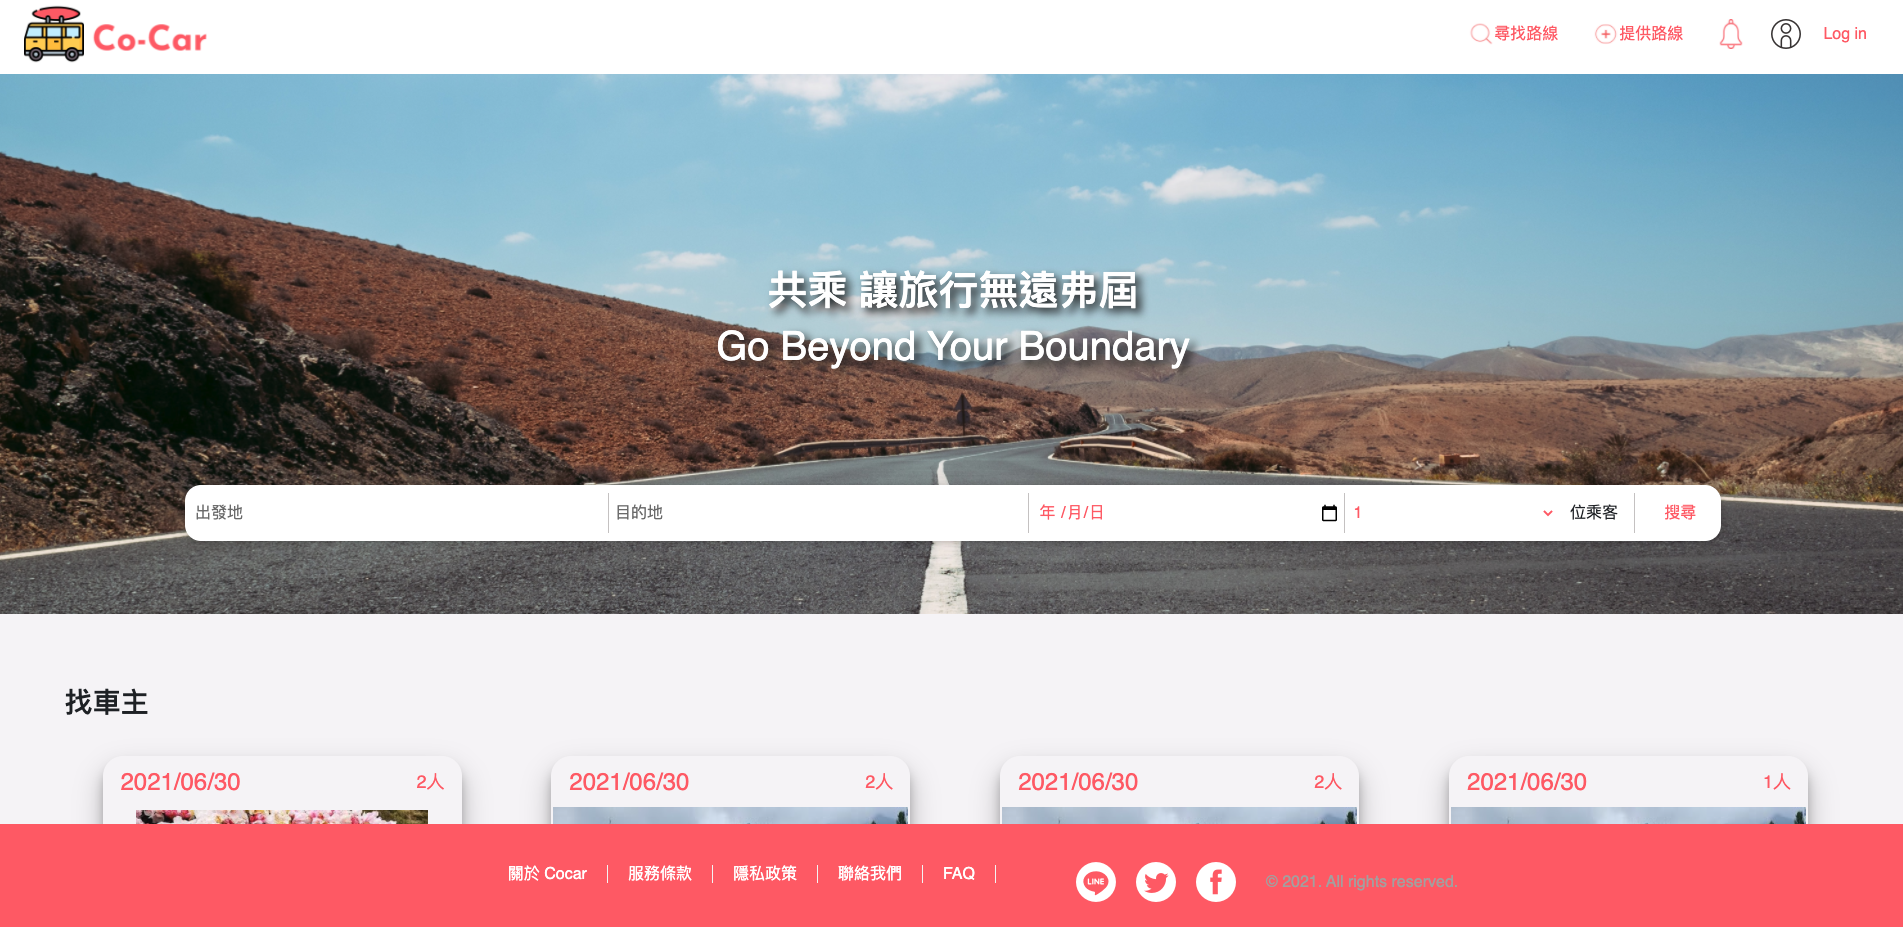 Co-Car
尋找路線
提供路線
Log in
共乘 讓旅行無遠弗屆
Go Beyond Your Boundary
出發地
目的地
年 /月/日
1
位乘客
搜尋
找車主
2021/06/30
2人
2021/06/30
2人
2021/06/30
2人
2021/06/30
1人
關於 Cocar
服務條款
隱私政策
聯絡我們
FAQ
LINE
© 2021. All rights reserved.